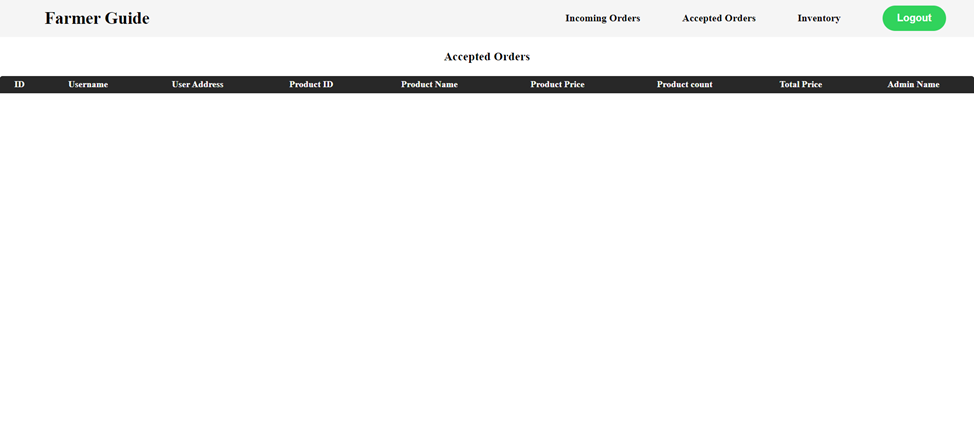 Farmer Guide Incoming Orders Accepted Orders Inventory Logout
Accepted Orders
ID Username User Address Product ID Product Name Product Price Product count Total Price Admin Name